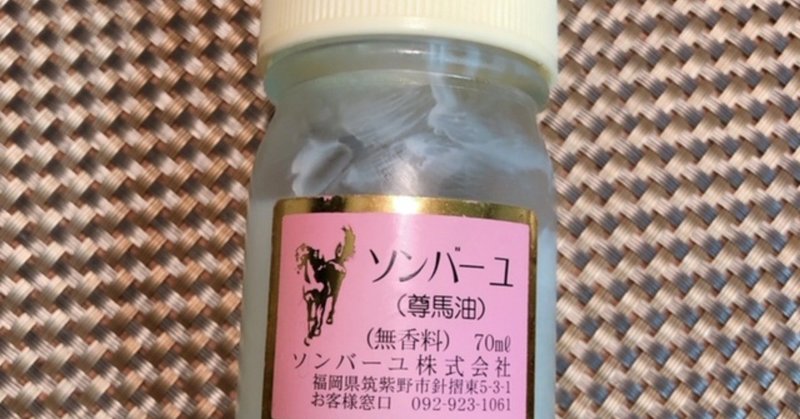 ソンバーユ
(尊馬油)
(無香料) 70㎖
ソンバーユ株式会社
福岡県筑紫野市針摺東5-3-1
お客様窓口 092-923-1061